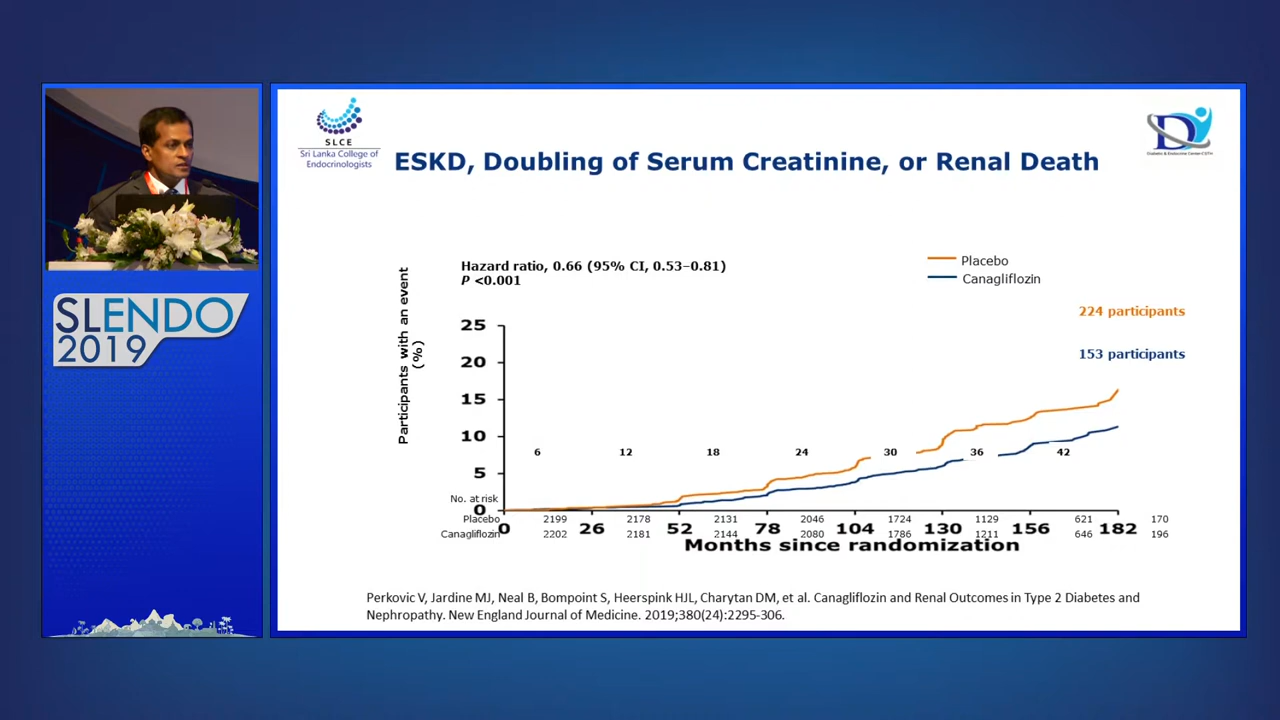 SLCE
Sri Lanka College
of
Endocrinologists
Diabetic & Endocrine Center-CSTH
ESKD, Doubling of Serum Creatinine, or Renal Death
SLENDO
2019
Hazard ratio, 0.66 (95% CI, 0.53–0.81)
P <0.001
Placebo
Canagliflozin
224 participants
153 participants
Participants with an event
(%)
25
20
15
10
5
0
6 12 18 24 30 36 42
No. at risk
Placebo 2199 2178 2131 2046 1724 1129 621 170
0 26 52 78 104 130 156 182
Canagliflozin 2202 2181 2144 2080 1786 1211 646 196
Months since randomization
Perkovic V, Jardine MJ, Neal B, Bompoint S, Heerspink HJL, Charytan DM, et al. Canagliflozin and Renal Outcomes in Type 2 Diabetes and
Nephropathy. New England Journal of Medicine. 2019;380(24):2295-306.